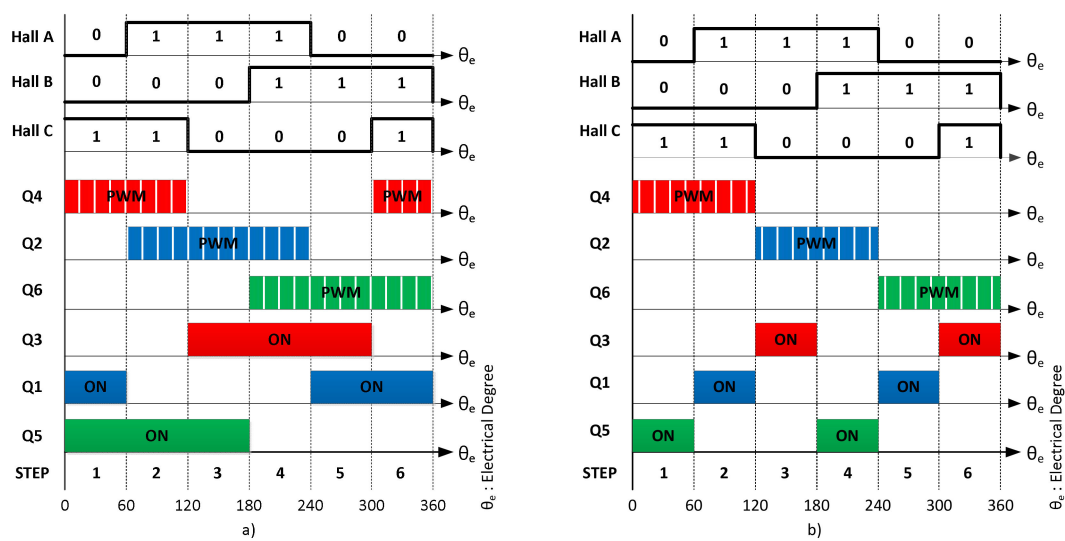 Hall A 0 1 1 1 0 0 θe
Hall B 0 0 0 1 1 1 θe
Hall C 1 1 0 0 0 1 θe
Q4 PWM PWM θe
Q2 PWM θe
Q6 PWM θe
Q3 ON θe
Q1 ON ON θe
Q5 ON θe
STEP 1 2 3 4 5 6
0 60 120 180 240 300 360
θe : Electrical Degree
a)
Hall A 0 1 1 1 0 0 θe
Hall B 0 0 0 1 1 1 θe
Hall C 1 1 0 0 0 1 θe
Q4 PWM θe
Q2 PWM θe
Q6 PWM θe
Q3 ON ON θe
Q1 ON ON θe
Q5 ON ON θe
STEP 1 2 3 4 5 6
0 60 120 180 240 300 360
θe : Electrical Degree
b)